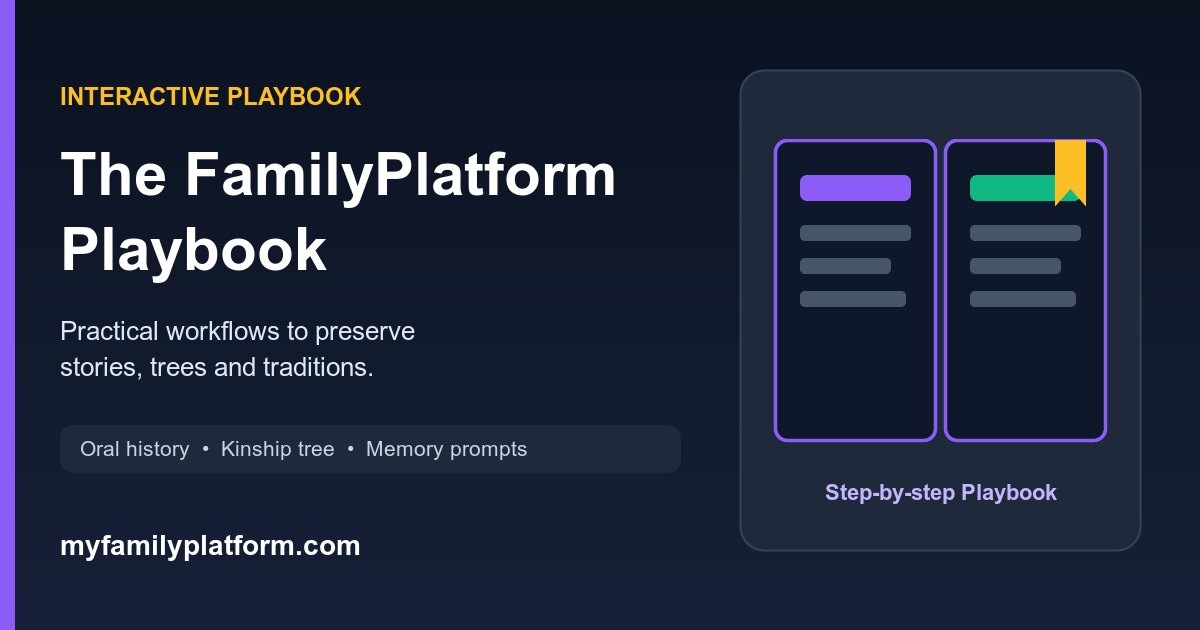 INTERACTIVE PLAYBOOK
The FamilyPlatform
Playbook
Practical workflows to preserve
stories, trees and traditions.
Oral history • Kinship tree • Memory prompts
myfamilyplatform.com
Step-by-step Playbook